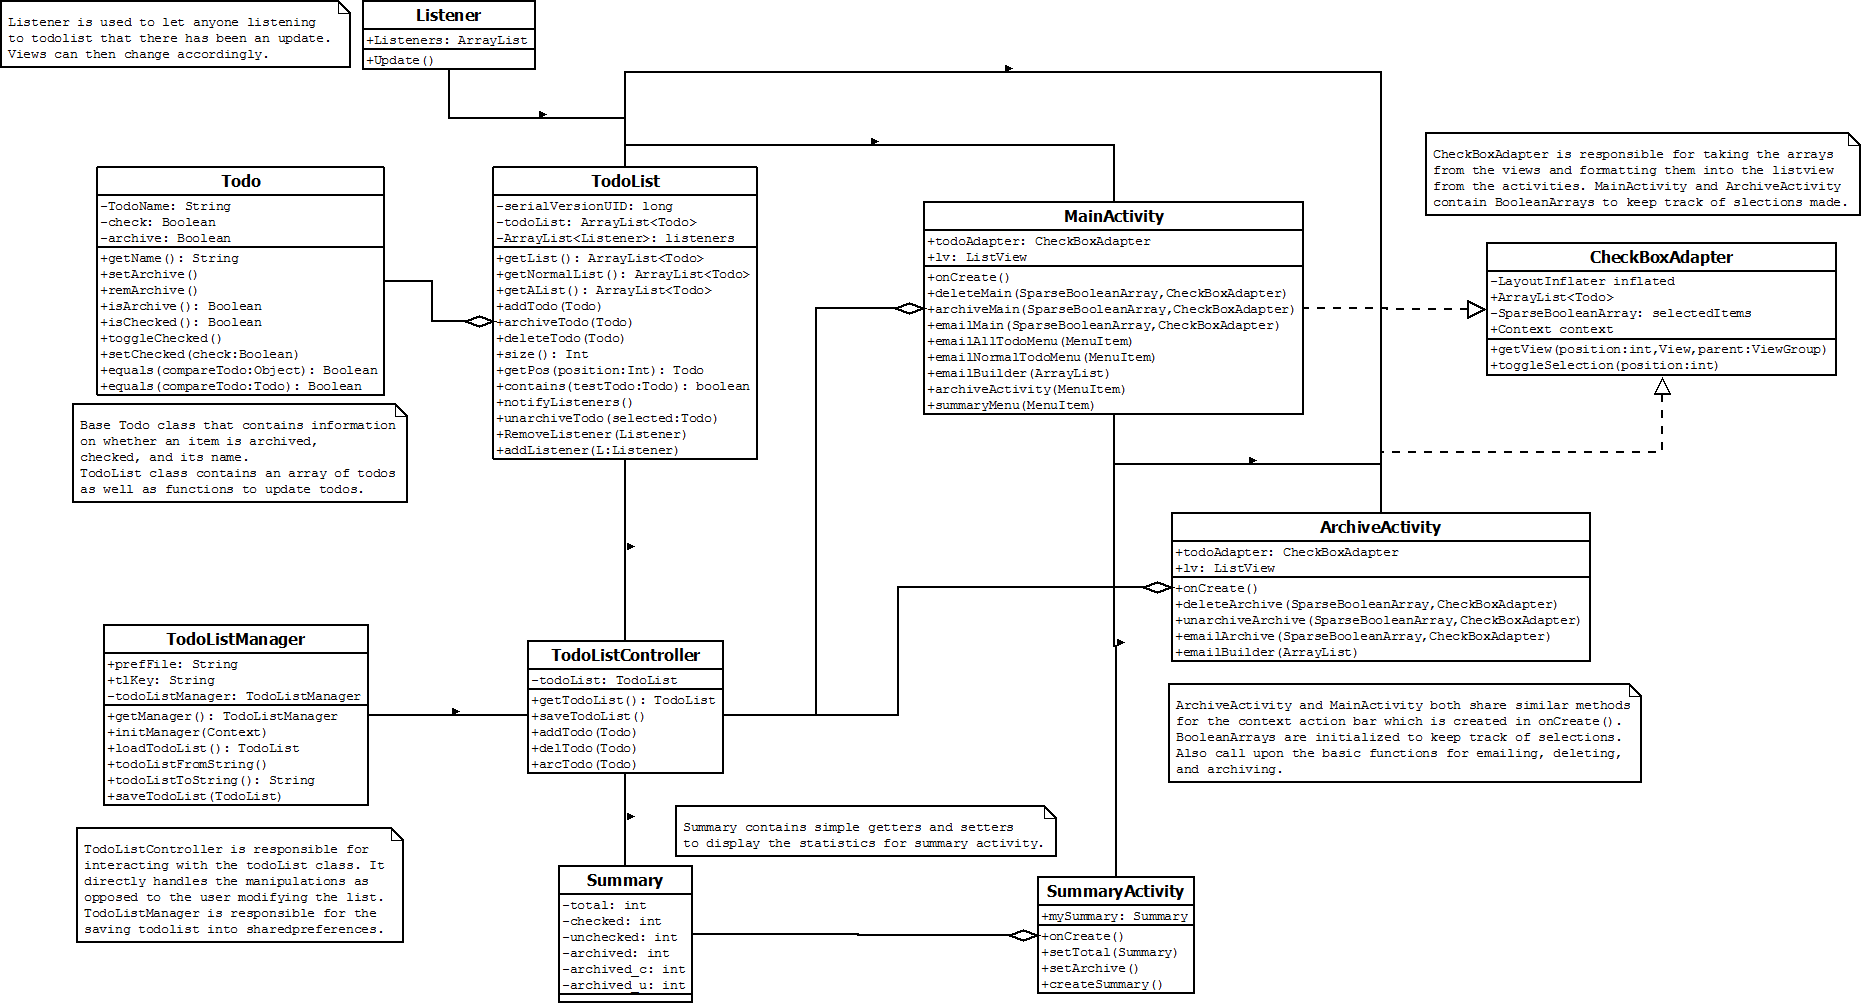 Listener is used to let anyone listening
to todolist that there has been an update.
Views can then change accordingly.
Listener
+Listeners: ArrayList
+Update()
Todo
-TodoName: String
-check: Boolean
-archive: Boolean
+getName(): String
+setArchive()
+remArchive()
+isArchive(): Boolean
+isChecked(): Boolean
+toggleChecked()
+setChecked(check:Boolean)
+equals(compareTodo:Object): Boolean
+equals(compareTodo:Todo): Boolean
Base Todo class that contains information
on whether an item is archived,
checked, and its name.
TodoList class contains an array of todos
as well as functions to update todos.
TodoList
-serialVersionUID: long
-todoList: ArrayList<Todo>
-ArrayList<Listener>: listeners
+getList(): ArrayList<Todo>
+getNormalList(): ArrayList<Todo>
+getAList(): ArrayList<Todo>
+addTodo(Todo)
+archiveTodo(Todo)
+deleteTodo(Todo)
+size(): Int
+getPos(position:Int): Todo
+contains(testTodo:Todo): boolean
+notifyListeners()
+unarchiveTodo(selected:Todo)
+RemoveListener(Listener)
+addListener(L:Listener)
MainActivity
+todoAdapter: CheckBoxAdapter
+lv: ListView
+onCreate()
+deleteMain(SparseBooleanArray,CheckBoxAdapter)
+archiveMain(SparseBooleanArray,CheckBoxAdapter)
+emailMain(SparseBooleanArray,CheckBoxAdapter)
+emailAllTodoMenu(MenuItem)
+emailNormalTodoMenu(MenuItem)
+emailBuilder(ArrayList)
+archiveActivity(MenuItem)
+summaryMenu(MenuItem)
CheckBoxAdapter is responsible for taking the arrays
from the views and formatting them into the listview
from the activities. MainActivity and ArchiveActivity
contain BooleanArrays to keep track of slections made.
CheckBoxAdapter
-LayoutInflater inflated
+ArrayList<Todo>
-SparseBooleanArray: selectedItems
+Context context
+getView(position:int,View,parent:ViewGroup)
+toggleSelection(position:int)
ArchiveActivity
+todoAdapter: CheckBoxAdapter
+lv: ListView
+onCreate()
+deleteArchive(SparseBooleanArray,CheckBoxAdapter)
+unarchiveArchive(SparseBooleanArray,CheckBoxAdapter)
+emailArchive(SparseBooleanArray,CheckBoxAdapter)
+emailBuilder(ArrayList)
ArchiveActivity and MainActivity both share similar methods
for the context action bar which is created in onCreate().
BooleanArrays are initialized to keep track of selections.
Also call upon the basic functions for emailing, deleting,
and archiving.
TodoListManager
+prefFile: String
+tlKey: String
-todoListManager: TodoListManager
+getManager(): TodoListManager
+initManager(Context)
+loadTodoList(): TodoList
+todoListFromString()
+todoListToString(): String
+saveTodoList(TodoList)
TodoListController
-todoList: TodoList
+getTodoList(): TodoList
+saveTodoList()
+addTodo(Todo)
+delTodo(Todo)
+arcTodo(Todo)
TodoListController is responsible for
interacting with the todoList class. It
directly handles the manipulations as
opposed to the user modifying the list.
TodoListManager is responsible for the
saving todolist into sharedpreferences.
Summary contains simple getters and setters
to display the statistics for summary activity.
Summary
-total: int
-checked: int
-unchecked: int
-archived: int
-archived_c: int
-archived_u: int
SummaryActivity
+mySummary: Summary
+onCreate()
+setTotal(Summary)
+setArchive()
+createSummary()